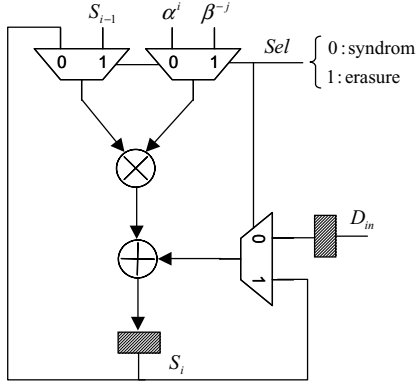 S_{i-1} α^i β^{-j}
Sel
0 : syndrom
1 : erasure
0 1
0 1
0
1
D_{in}
S_i